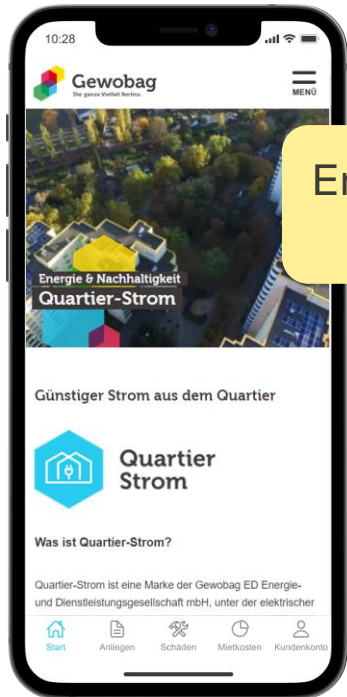 10:28
Gewobag
Die ganze Vielfalt Berlins.
MENÜ
Energie & Nachhaltigkeit
Quartier-Strom
Günstiger Strom aus dem Quartier
Quartier
Strom
Was ist Quartier-Strom?
Quartier-Strom ist eine Marke der Gewobag ED Energie-
und Dienstleistungsgesellschaft mbH, unter der elektrischer
Start Anliegen Schäden Mietkosten Kundenkonto